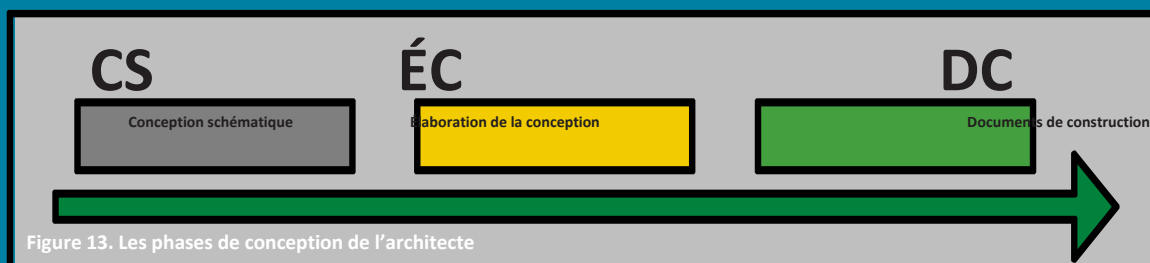 CS
ÉC
DC
Conception schématique
Élaboration de la conception
Documents de construction
Figure 13. Les phases de conception de l’architecte